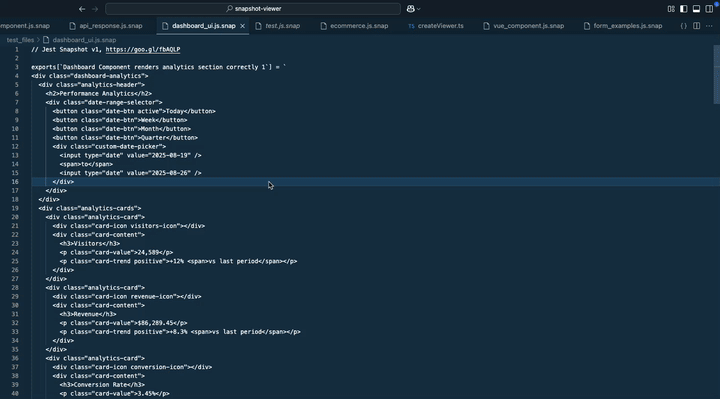 snapshot-viewer
mponent.js.snap
api_response.js.snap
dashboard_ui.js.snap
test.js.snap
ecommerce.js.snap
TS createViewer.ts
vue_component.js.snap
form_examples.js.snap
test_files > dashboard_ui.js.snap
1 // Jest Snapshot v1, https://goo.gl/fbAQLP
2
3 exports[`Dashboard Component renders analytics section correctly 1`] = `
4 <div class="dashboard-analytics">
5 <div class="analytics-header">
6 <h2>Performance Analytics</h2>
7 <div class="date-range-selector">
8 <button class="date-btn active">Today</button>
9 <button class="date-btn">Week</button>
10 <button class="date-btn">Month</button>
11 <button class="date-btn">Quarter</button>
12 <div class="custom-date-picker">
13 <input type="date" value="2025-08-19" />
14 <span>to</span>
15 <input type="date" value="2025-08-26" />
16 </div>
17 </div>
18 </div>
19 <div class="analytics-cards">
20 <div class="analytics-card">
21 <div class="card-icon visitors-icon"></div>
22 <div class="card-content">
23 <h3>Visitors</h3>
24 <p class="card-value">24,589</p>
25 <p class="card-trend positive">+12% <span>vs last period</span></p>
26 </div>
27 </div>
28 <div class="analytics-card">
29 <div class="card-icon revenue-icon"></div>
30 <div class="card-content">
31 <h3>Revenue</h3>
32 <p class="card-value">$86,289.45</p>
33 <p class="card-trend positive">+8.3% <span>vs last period</span></p>
34 </div>
35 </div>
36 <div class="analytics-card">
37 <div class="card-icon conversion-icon"></div>
38 <div class="card-content">
39 <h3>Conversion Rate</h3>
40 <p class="card-value">3.45%</p>